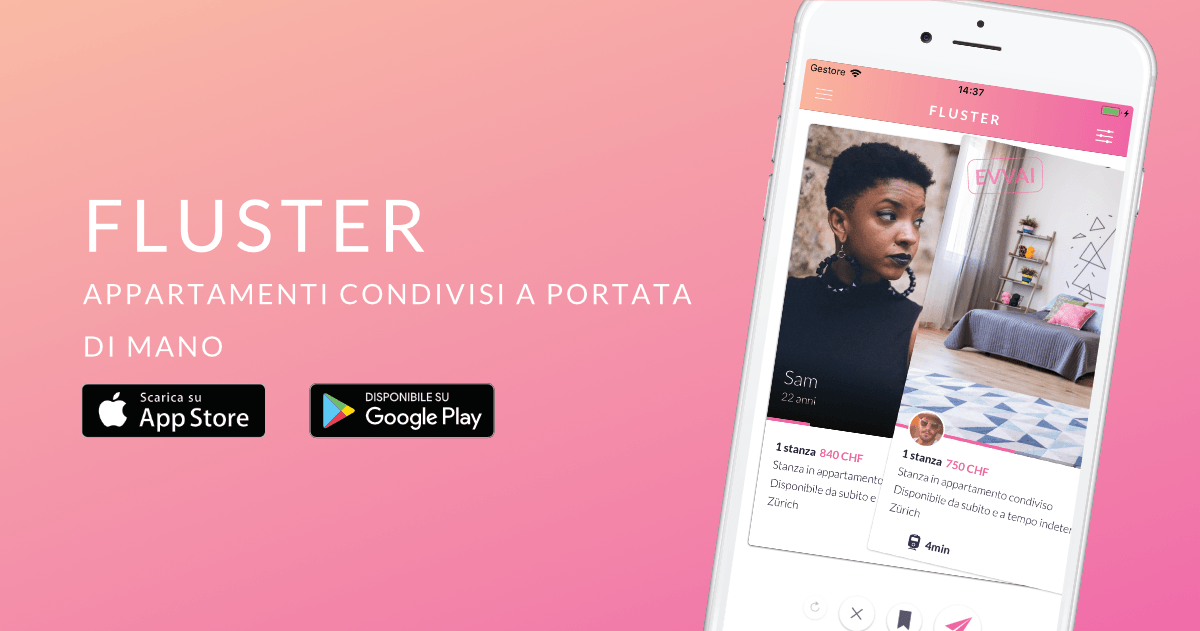 FLUSTER
APPARTAMENTI CONDIVISI A PORTATA
DI MANO
Scarica su
App Store
DISPONIBILE SU
Google Play
Gestore
14:37
FLUSTER
EVVAI
Sam
22 anni
1 stanza 840 CHF
Stanza in appartamento
Disponibile da subito e
Zürich
1 stanza 750 CHF
Stanza in appartamento condiviso
Disponibile da subito e a tempo indeter
Zürich
4min